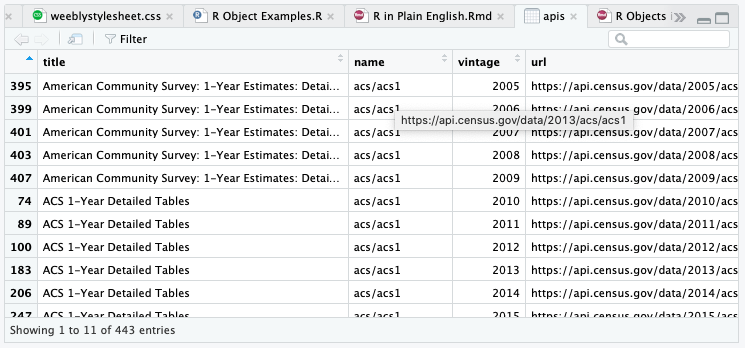 weeblystylesheet.css R Object Examples.R R in Plain English.Rmd apis R Objects
Filter
title name vintage url
395 American Community Survey: 1-Year Estimates: Detai... acs/acs1 2005 https://api.census.gov/data/2005/acs
399 American Community Survey: 1-Year Estimates: Detai... acs/acs1 2006 https://api.census.gov/data/2006/acs
https://api.census.gov/data/2013/acs/acs1
401 American Community Survey: 1-Year Estimates: Detai... acs/acs1 2007 https://api.census.gov/data/2007/acs
403 American Community Survey: 1-Year Estimates: Detai... acs/acs1 2008 https://api.census.gov/data/2008/acs
407 American Community Survey: 1-Year Estimates: Detai... acs/acs1 2009 https://api.census.gov/data/2009/acs
74 ACS 1-Year Detailed Tables acs/acs1 2010 https://api.census.gov/data/2010/acs
89 ACS 1-Year Detailed Tables acs/acs1 2011 https://api.census.gov/data/2011/acs
100 ACS 1-Year Detailed Tables acs/acs1 2012 https://api.census.gov/data/2012/acs
183 ACS 1-Year Detailed Tables acs/acs1 2013 https://api.census.gov/data/2013/acs
206 ACS 1-Year Detailed Tables acs/acs1 2014 https://api.census.gov/data/2014/acs
247 ACS 1-Year Detailed Tables acs/acs1 2015 https://api.census.gov/data/2015/acs
Showing 1 to 11 of 443 entries